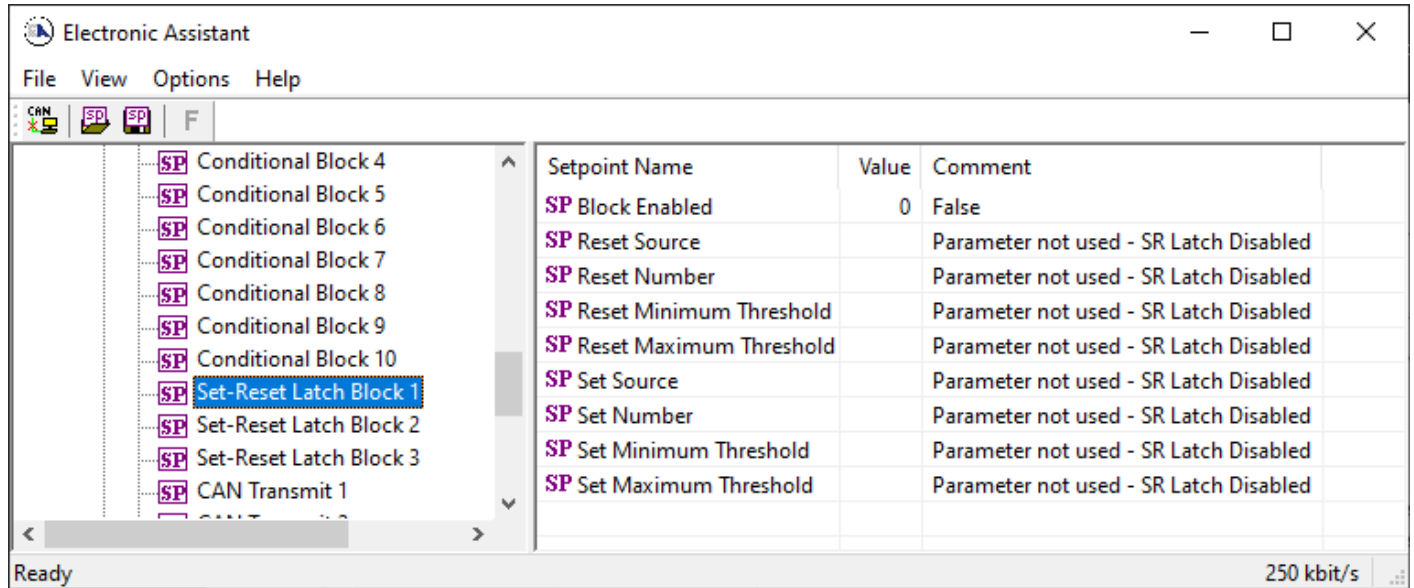 Electronic Assistant
File View Options Help
CAN SP SP F
SP Conditional Block 4
SP Conditional Block 5
SP Conditional Block 6
SP Conditional Block 7
SP Conditional Block 8
SP Conditional Block 9
SP Conditional Block 10
SP Set-Reset Latch Block 1
SP Set-Reset Latch Block 2
SP Set-Reset Latch Block 3
SP CAN Transmit 1
Setpoint Name Value Comment
SP Block Enabled 0 False
SP Reset Source Parameter not used - SR Latch Disabled
SP Reset Number Parameter not used - SR Latch Disabled
SP Reset Minimum Threshold Parameter not used - SR Latch Disabled
SP Reset Maximum Threshold Parameter not used - SR Latch Disabled
SP Set Source Parameter not used - SR Latch Disabled
SP Set Number Parameter not used - SR Latch Disabled
SP Set Minimum Threshold Parameter not used - SR Latch Disabled
SP Set Maximum Threshold Parameter not used - SR Latch Disabled
Ready 250 kbit/s